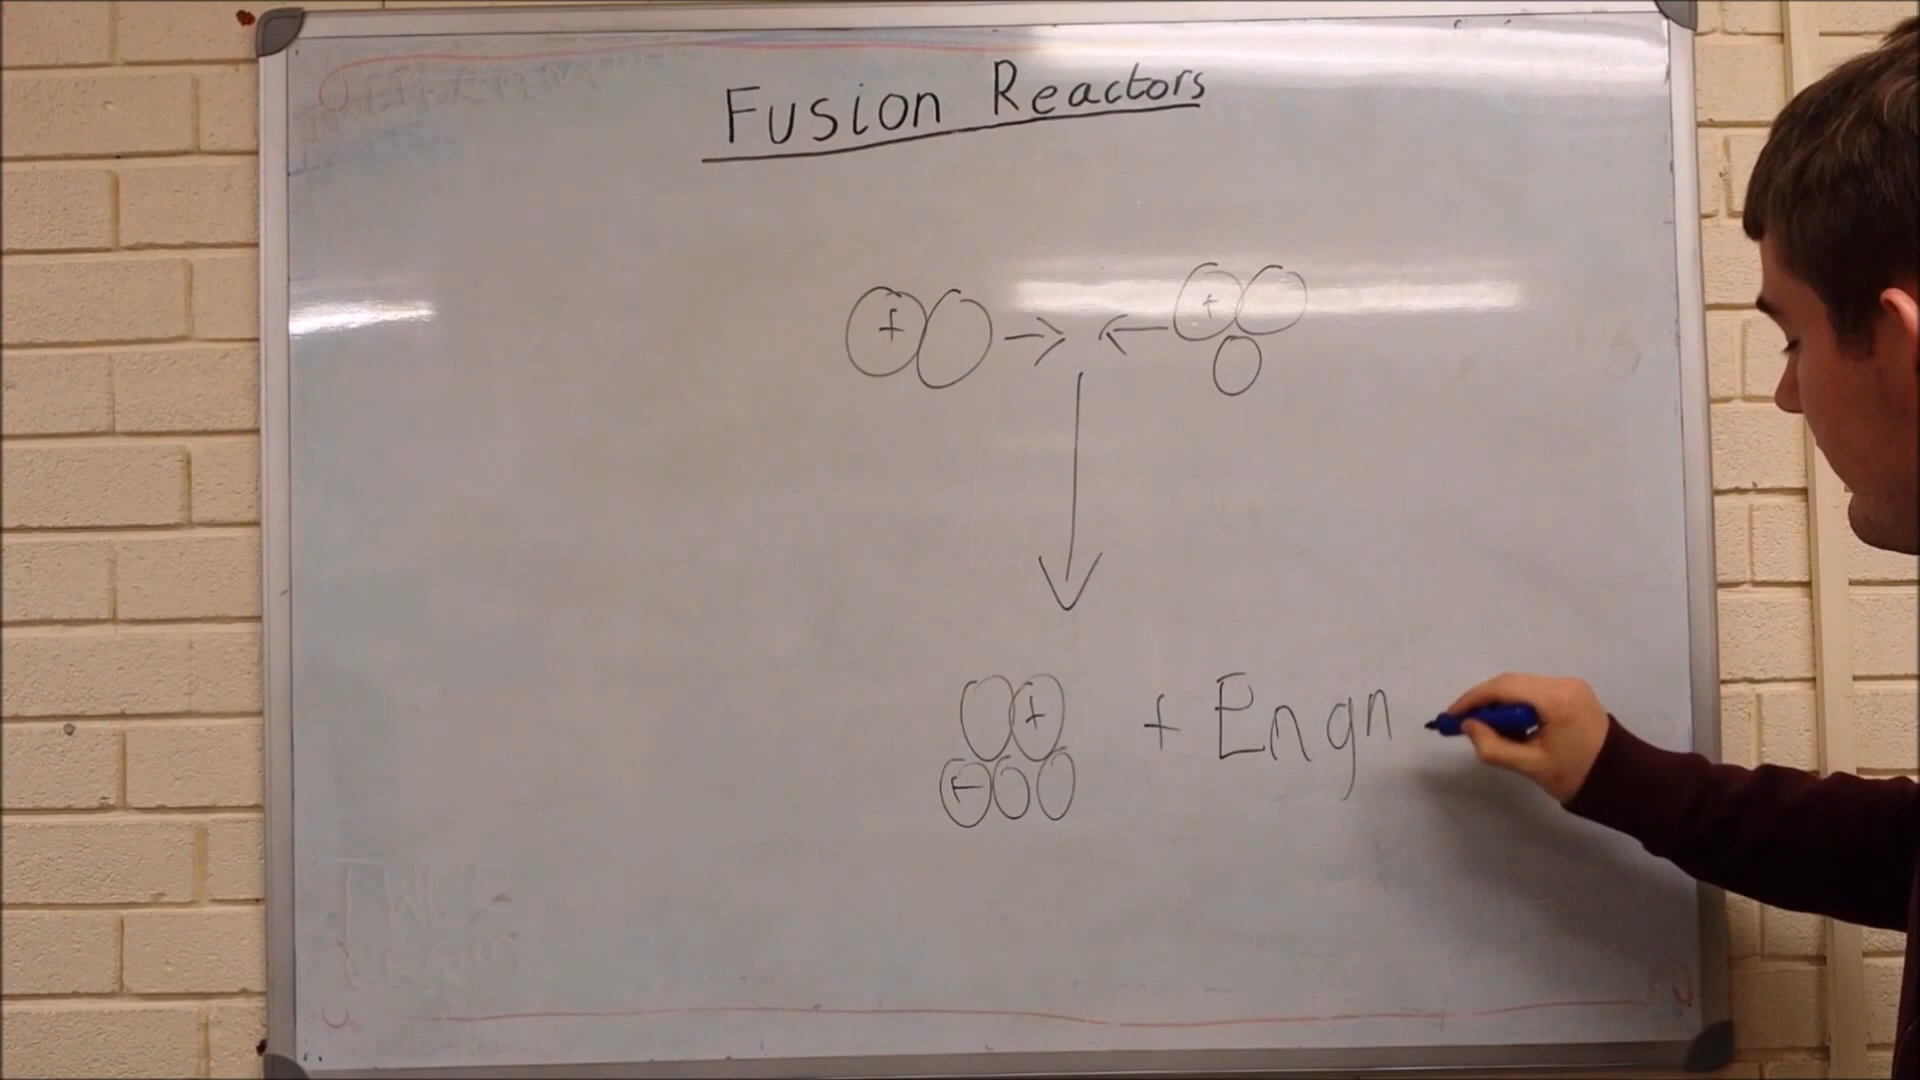 Fusion Reactors
+ +
+
+ + Engn
+